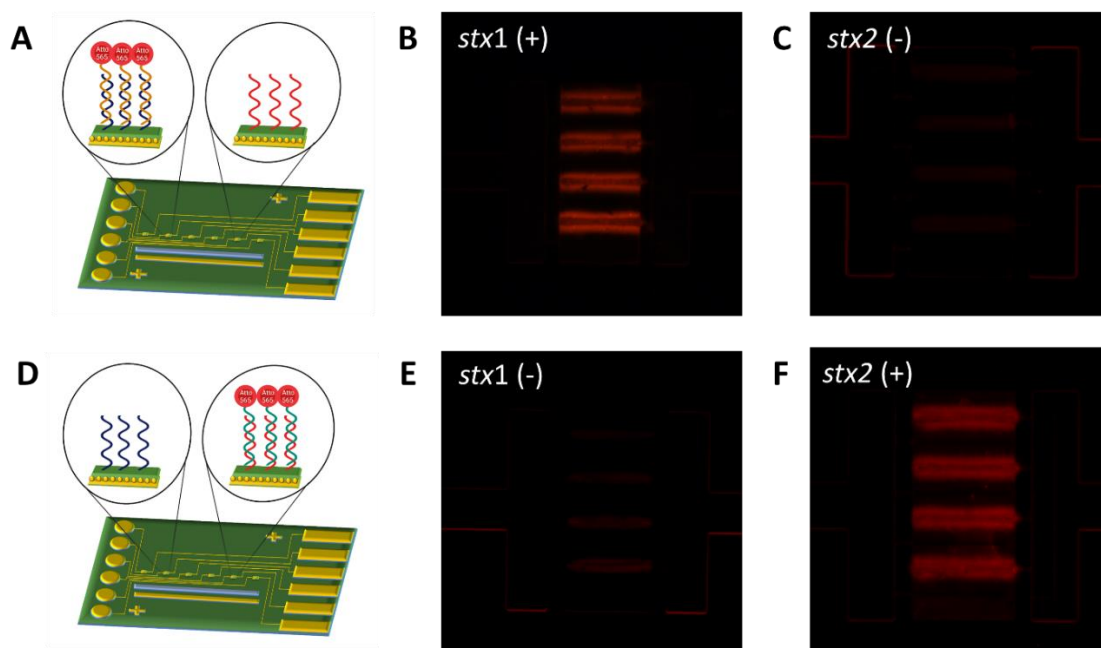 A
Atto 565 Atto 565 Atto 565
B
stx1 (+)
C
stx2 (-)
D
Atto 565 Atto 565 Atto 565
E
stx1 (-)
F
stx2 (+)